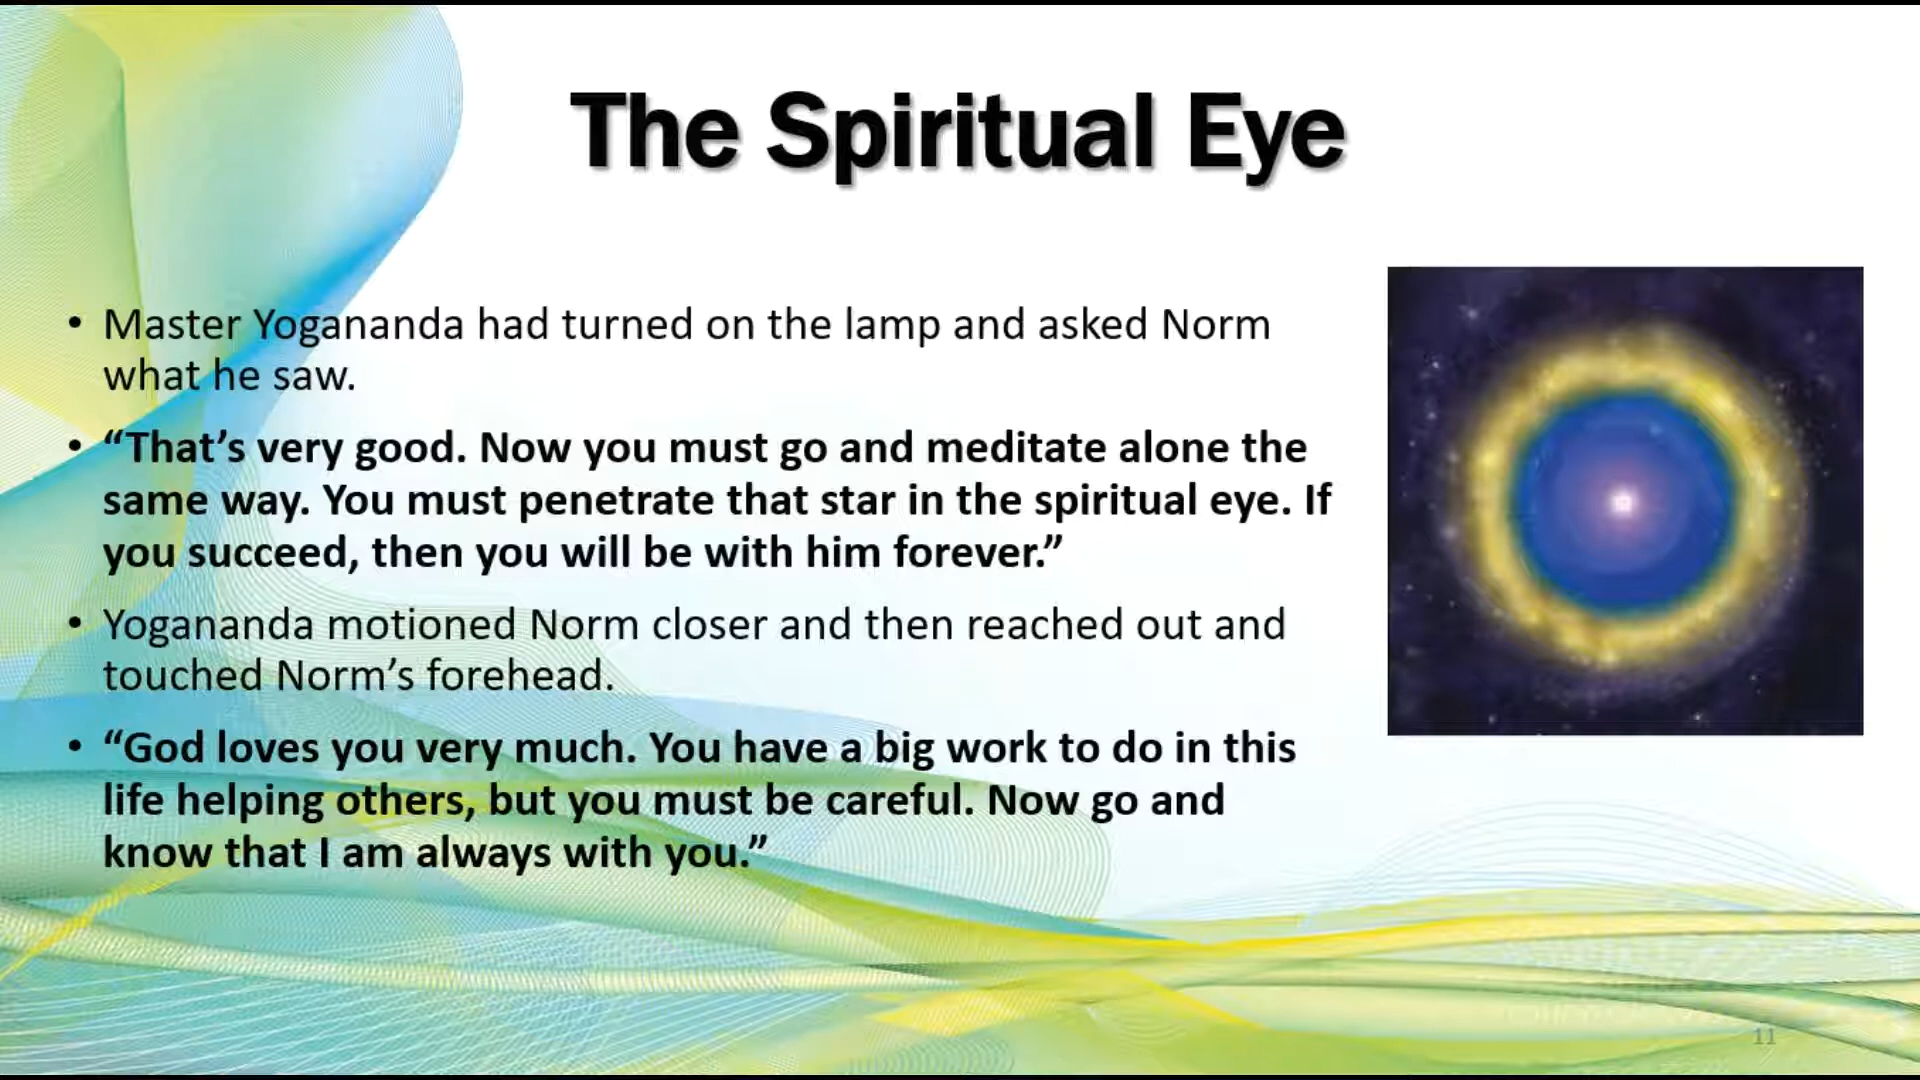 The Spiritual Eye
• Master Yogananda had turned on the lamp and asked Norm
what he saw.
• “That’s very good. Now you must go and meditate alone the
same way. You must penetrate that star in the spiritual eye. If
you succeed, then you will be with him forever.”
• Yogananda motioned Norm closer and then reached out and
touched Norm’s forehead.
• “God loves you very much. You have a big work to do in this
life helping others, but you must be careful. Now go and
know that I am always with you.”
11